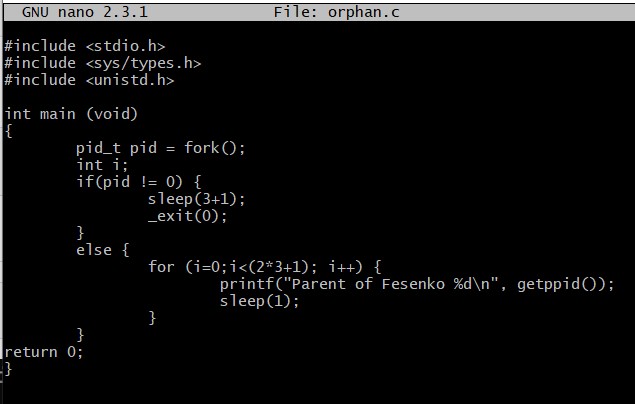 GNU nano 2.3.1 File: orphan.c
#include <stdio.h>
#include <sys/types.h>
#include <unistd.h>
int main (void)
{
pid_t pid = fork();
int i;
if(pid != 0) {
sleep(3+1);
_exit(0);
}
else {
for (i=0;i<(2*3+1); i++) {
printf("Parent of Fesenko %d\n", getppid());
sleep(1);
}
}
return 0;
}